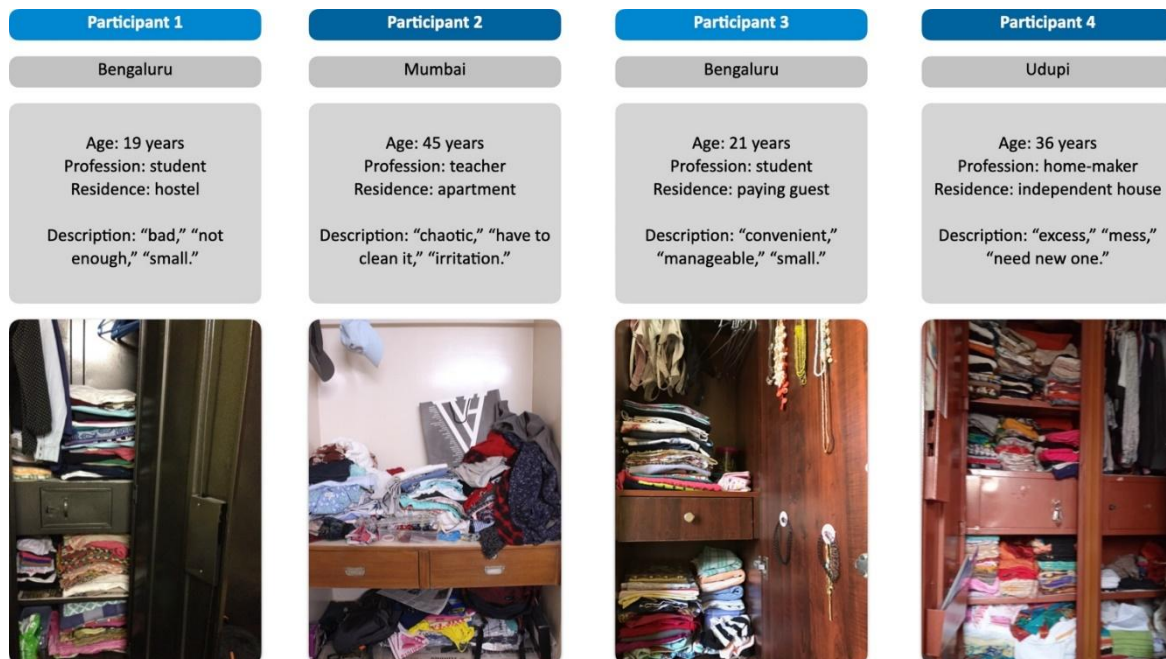 Participant 1
Bengaluru
Age: 19 years
Profession: student
Residence: hostel
Description: “bad,” “not
enough,” “small.”
Participant 2
Mumbai
Age: 45 years
Profession: teacher
Residence: apartment
Description: “chaotic,” “have to
clean it,” “irritation.”
Participant 3
Bengaluru
Age: 21 years
Profession: student
Residence: paying guest
Description: “convenient,”
“manageable,” “small.”
Participant 4
Udupi
Age: 36 years
Profession: home-maker
Residence: independent house
Description: “excess,” “mess,”
“need new one.”